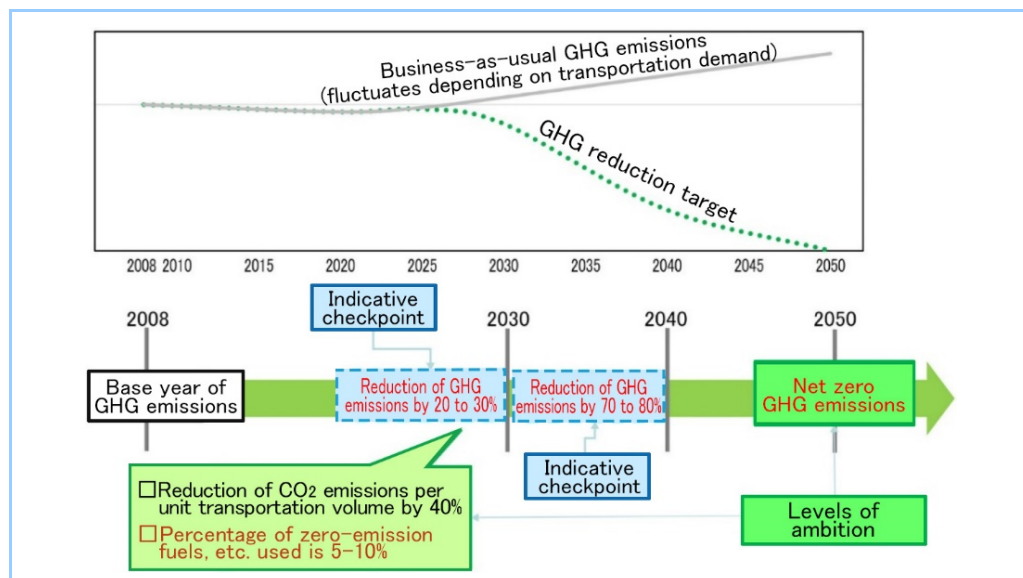 Business-as-usual GHG emissions
(fluctuates depending on transportation demand)
GHG reduction target
2008 2010 2015 2020 2025 2030 2035 2040 2045 2050
Indicative
checkpoint
2008 2030 2040 2050
Base year of
GHG emissions
Reduction of GHG
emissions by 20 to 30%
Reduction of GHG
emissions by 70 to 80%
Net zero
GHG emissions
Indicative
checkpoint
□Reduction of CO2 emissions per
unit transportation volume by 40%
□Percentage of zero-emission
fuels, etc. used is 5-10%
Levels of
ambition